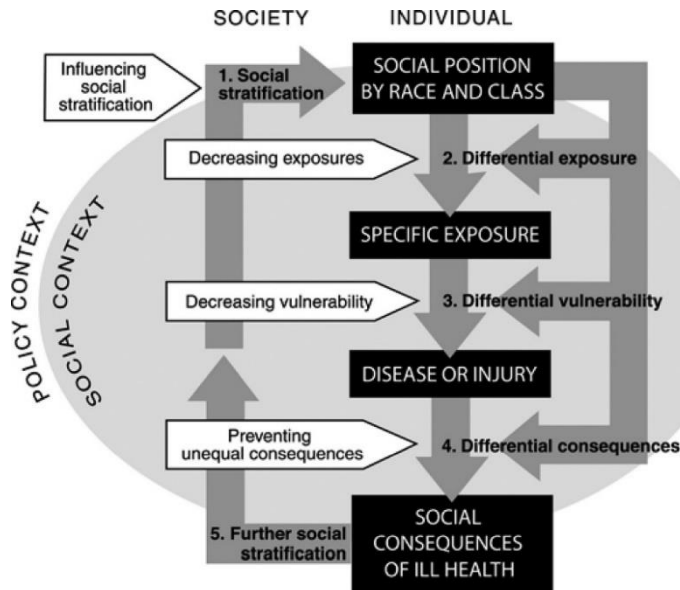 SOCIETY
INDIVIDUAL
Influencing
social
stratification
1. Social
stratification
SOCIAL POSITION
BY RACE AND CLASS
Decreasing exposures
2. Differential exposure
SPECIFIC EXPOSURE
POLICY CONTEXT
SOCIAL CONTEXT
Decreasing vulnerability
3. Differential vulnerability
DISEASE OR INJURY
Preventing
unequal consequences
4. Differential consequences
5. Further social
stratification
SOCIAL
CONSEQUENCES
OF ILL HEALTH